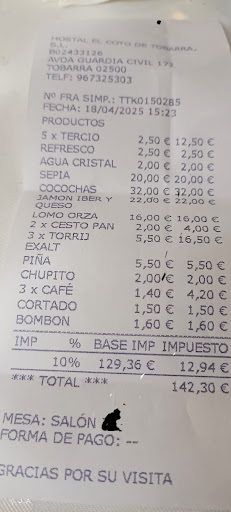 HOSTAL EL COTO DE TOBARRA,
S.L.
B02433126
AVDA GUARDIA CIVIL 173
TOBARRA 02500
TELF: 967325303
Nº FRA SIMP.: TTK0150285
FECHA: 18/04/2025 15:23
PRODUCTOS
5 x TERCIO 2,50 € 12,50 €
REFRESCO 2,50 € 2,50 €
AGUA CRISTAL 2,00 € 2,00 €
SEPIA 20,00 € 20,00 €
COCOCHAS 32,00 € 32,00 €
JAMON IBER Y 22,00 € 22,00 €
QUESO
LOMO ORZA 16,00 € 16,00 €
2 x CESTO PAN 2,00 € 4,00 €
3 x TORRIJ 5,50 € 16,50 €
EXALT
PIÑA 5,50 € 5,50 €
CHUPITO 2,00 € 2,00 €
3 x CAFÉ 1,40 € 4,20 €
CORTADO 1,50 € 1,50 €
BOMBON 1,60 € 1,60 €
IMP % BASE IMP IMPUESTO
10% 129,36 € 12,94 €
*** TOTAL *** 142,30 €
MESA: SALÓN
FORMA DE PAGO: --
GRACIAS POR SU VISITA